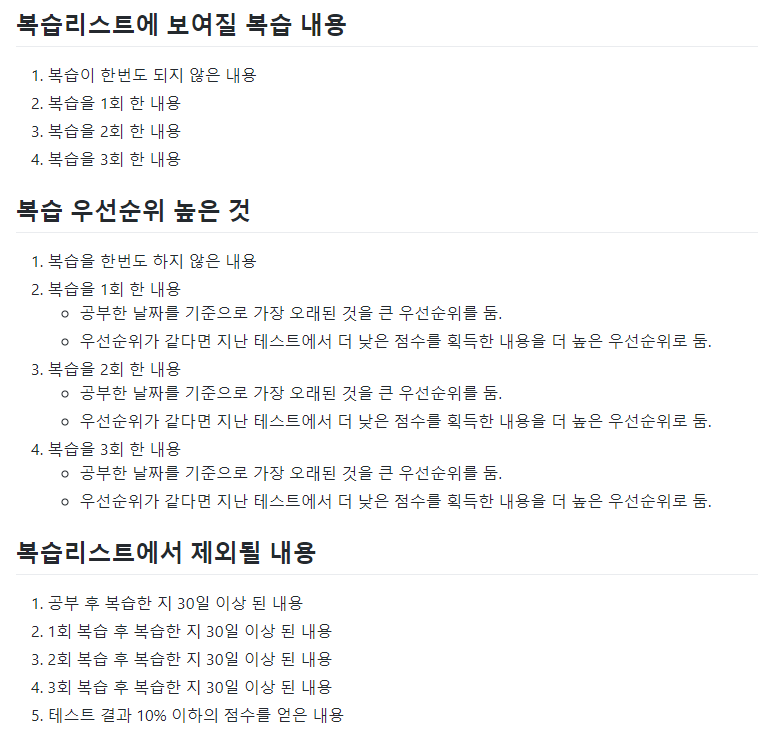 복습리스트에 보여질 복습 내용
1. 복습이 한번도 되지 않은 내용
2. 복습을 1회 한 내용
3. 복습을 2회 한 내용
4. 복습을 3회 한 내용
복습 우선순위 높은 것
1. 복습을 한번도 하지 않은 내용
2. 복습을 1회 한 내용
○ 공부한 날짜를 기준으로 가장 오래된 것을 큰 우선순위를 둠.
○ 우선순위가 같다면 지난 테스트에서 더 낮은 점수를 획득한 내용을 더 높은 우선순위로 둠.
3. 복습을 2회 한 내용
○ 공부한 날짜를 기준으로 가장 오래된 것을 큰 우선순위를 둠.
○ 우선순위가 같다면 지난 테스트에서 더 낮은 점수를 획득한 내용을 더 높은 우선순위로 둠.
4. 복습을 3회 한 내용
○ 공부한 날짜를 기준으로 가장 오래된 것을 큰 우선순위를 둠.
○ 우선순위가 같다면 지난 테스트에서 더 낮은 점수를 획득한 내용을 더 높은 우선순위로 둠.
복습리스트에서 제외될 내용
1. 공부 후 복습한 지 30일 이상 된 내용
2. 1회 복습 후 복습한 지 30일 이상 된 내용
3. 2회 복습 후 복습한 지 30일 이상 된 내용
4. 3회 복습 후 복습한 지 30일 이상 된 내용
5. 테스트 결과 10% 이하의 점수를 얻은 내용